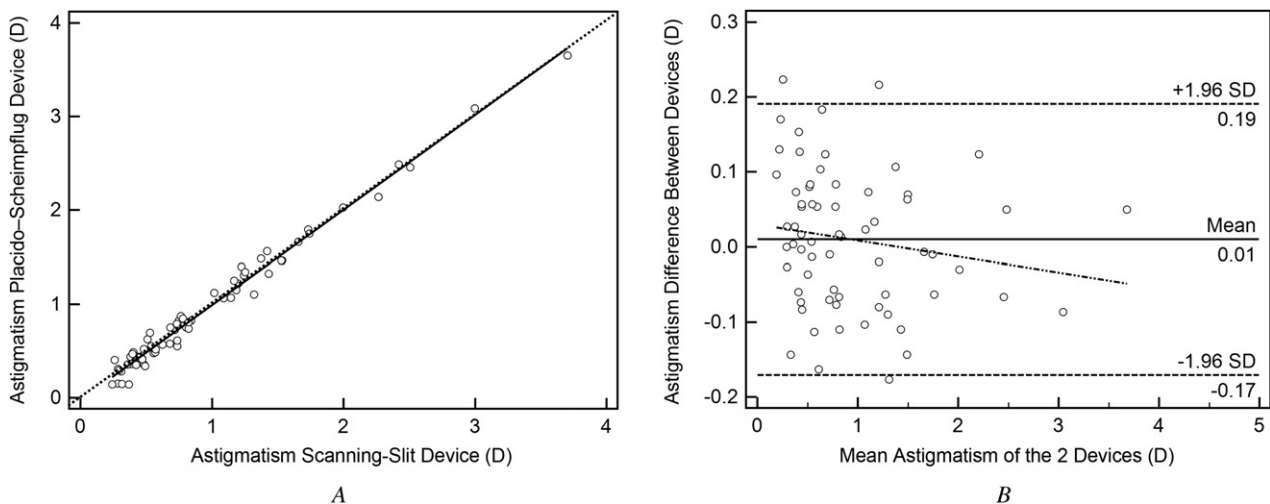 Astigmatism Placido–Scheimpflug Device (D)
4
3
2
1
0
0 1 2 3 4
Astigmatism Scanning-Slit Device (D)
A
Astigmatism Difference Between Devices (D)
0.3
0.2
0.1
0.0
-0.1
-0.2
+1.96 SD
0.19
Mean
0.01
-1.96 SD
-0.17
0 1 2 3 4 5
Mean Astigmatism of the 2 Devices (D)
B